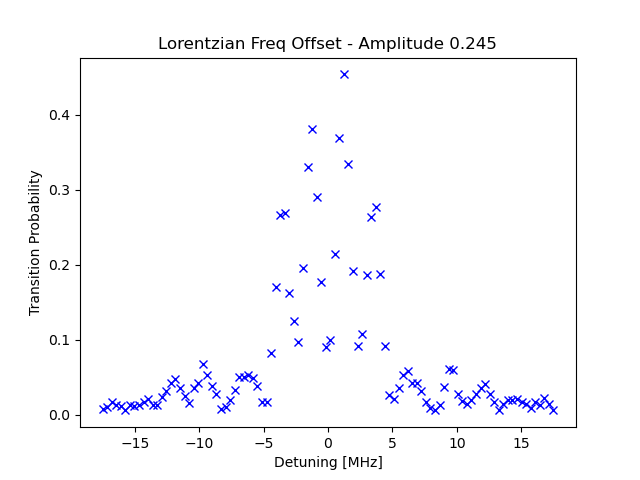 Lorentzian Freq Offset - Amplitude 0.245
Transition Probability
0.4
0.3
0.2
0.1
0.0
−15 −10 −5 0 5 10 15
Detuning [MHz]